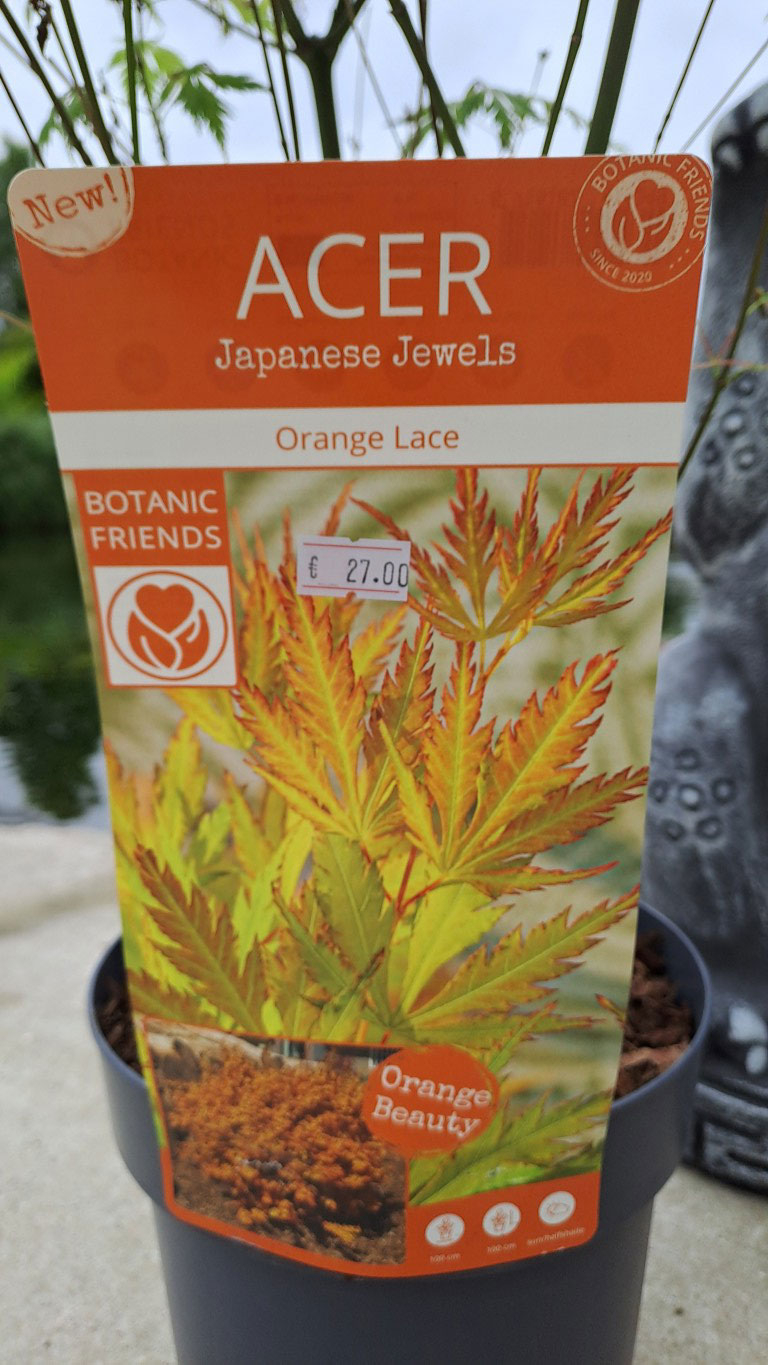 New!
BOTANIC FRIENDS
SINCE 2020
ACER
Japanese Jewels
Orange Lace
BOTANIC
FRIENDS
€ 27.00
Orange
Beauty